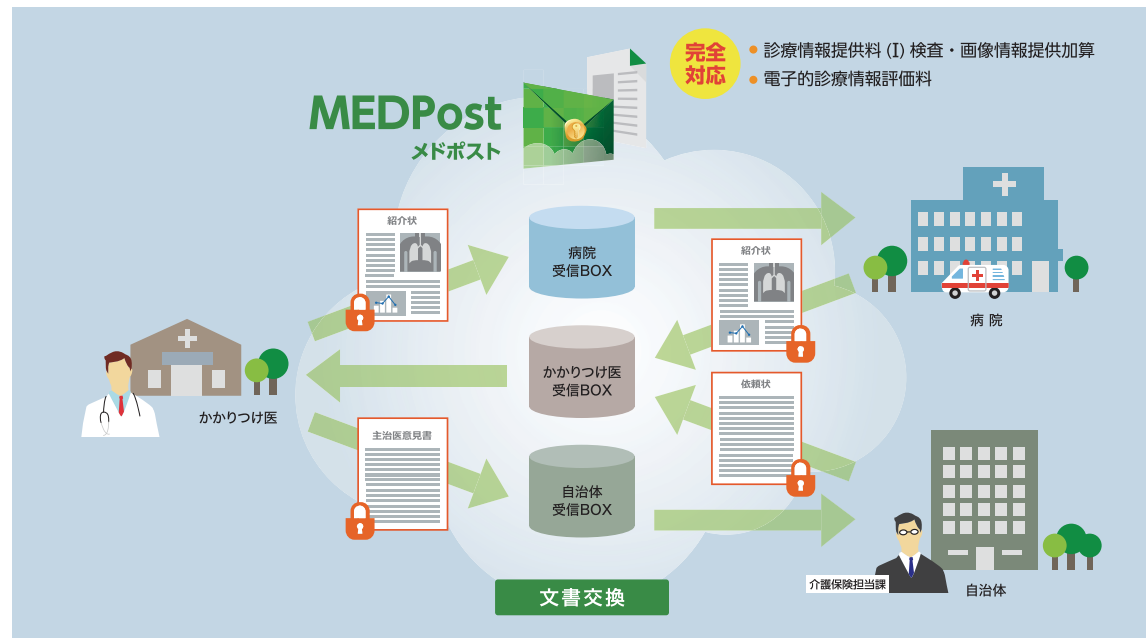 完全
対応
診療情報提供料 (I) 検査・画像情報提供加算
電子的診療情報評価料
MEDPost
メドポスト
紹介状
病院
受信BOX
紹介状
病 院
かかりつけ医
受信BOX
かかりつけ医
依頼状
主治医意見書
自治体
受信BOX
介護保険担当課
自治体
文書交換